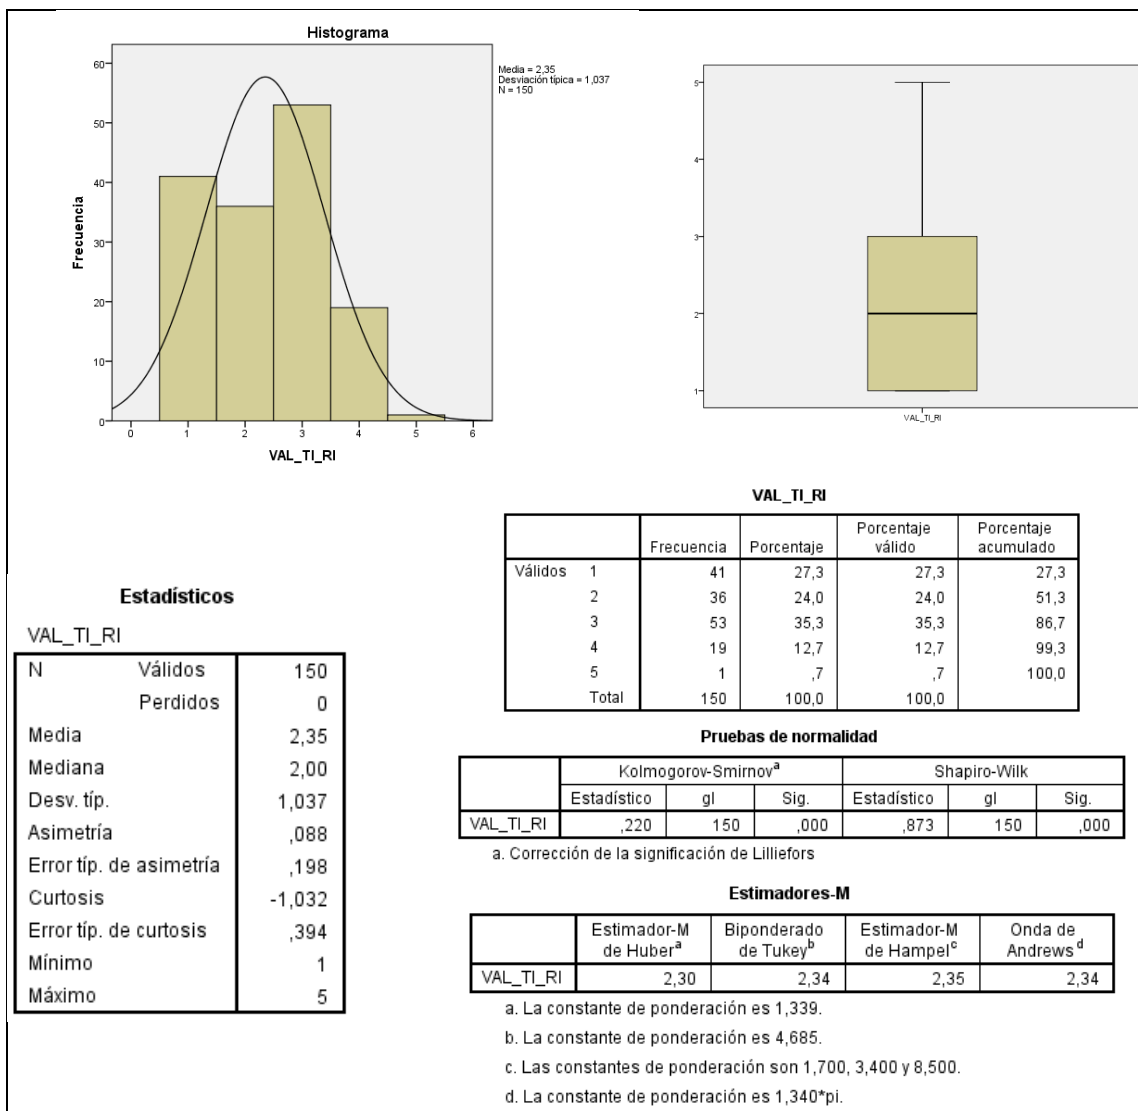 Histograma
Media = 2,35
Desviación típica = 1,037
N = 150
Frecuencia
60
50
40
30
20
10
0
0 1 2 3 4 5 6
VAL_TI_RI
5
4
3
2
1
VAL_TI_RI
VAL_TI_RI
Frecuencia Porcentaje Porcentaje válido Porcentaje acumulado
Válidos 1 41 27,3 27,3 27,3
2 36 24,0 24,0 51,3
3 53 35,3 35,3 86,7
4 19 12,7 12,7 99,3
5 1 ,7 ,7 100,0
Total 150 100,0 100,0
Estadísticos
VAL_TI_RI
N Válidos 150
Perdidos 0
Media 2,35
Mediana 2,00
Desv. típ. 1,037
Asimetría ,088
Error típ. de asimetría ,198
Curtosis -1,032
Error típ. de curtosis ,394
Mínimo 1
Máximo 5
Pruebas de normalidad
Kolmogorov-Smirnov^a Shapiro-Wilk
Estadístico gl Sig. Estadístico gl Sig.
VAL_TI_RI ,220 150 ,000 ,873 150 ,000
a. Corrección de la significación de Lilliefors
Estimadores-M
Estimador-M de Huber^a Biponderado de Tukey^b Estimador-M de Hampel^c Onda de Andrews^d
VAL_TI_RI 2,30 2,34 2,35 2,34
a. La constante de ponderación es 1,339.
b. La constante de ponderación es 4,685.
c. Las constantes de ponderación son 1,700, 3,400 y 8,500.
d. La constante de ponderación es 1,340*pi.